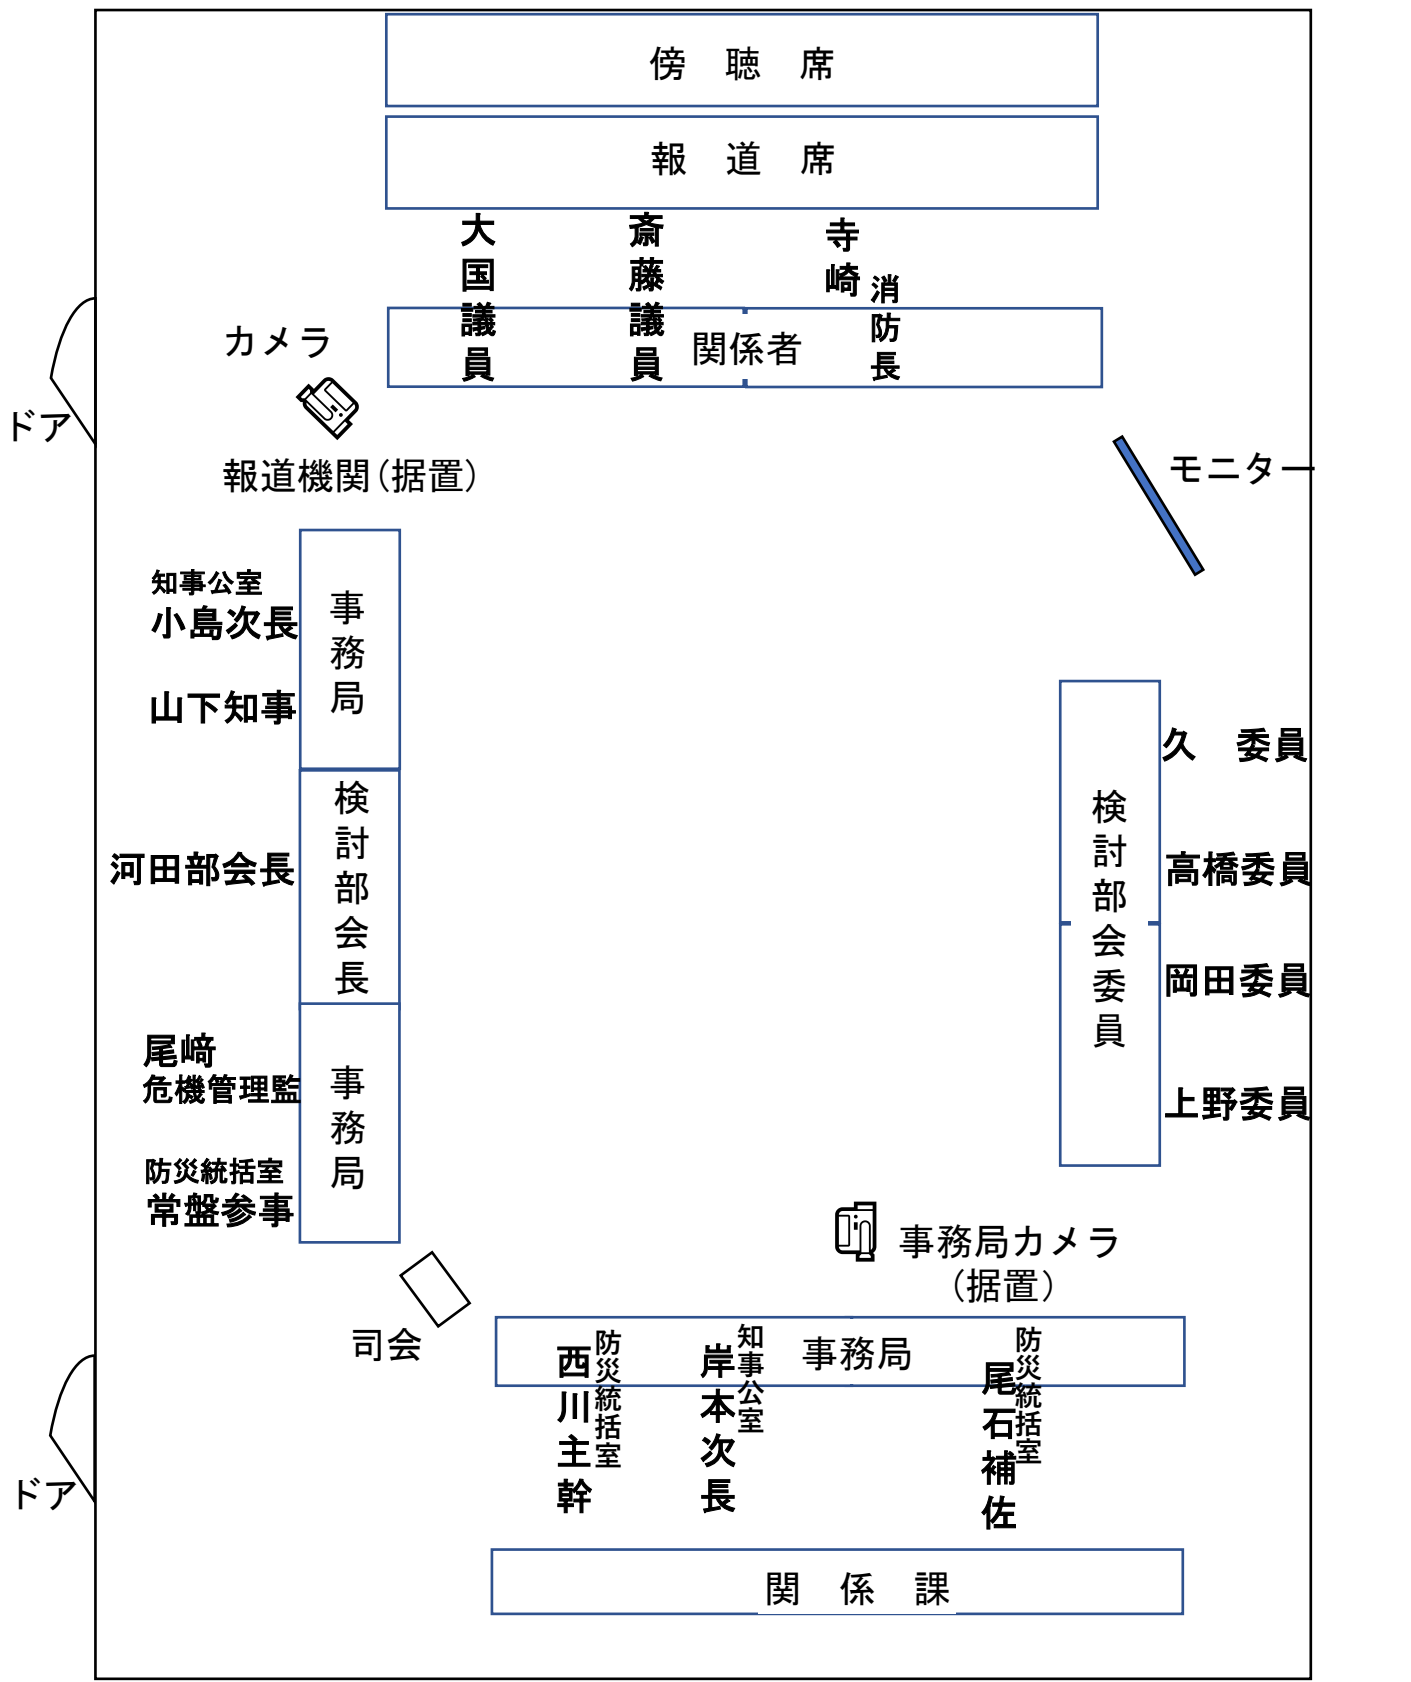 傍　聴　席
報　道　席
大国議員
斎藤議員
寺崎
消防長
関係者
カメラ
報道機関（据置）
ドア
モニター
知事公室
小島次長
山下知事
事務局
河田部会長
検討部会長
尾﨑
危機管理監
防災統括室
常盤参事
事務局
検討部会委員
久　委員
高橋委員
岡田委員
上野委員
事務局カメラ
（据置）
司会
ドア
防災統括室
西川主幹
知事公室
岸本次長
事務局
防災統括室
尾石補佐
関　係　課